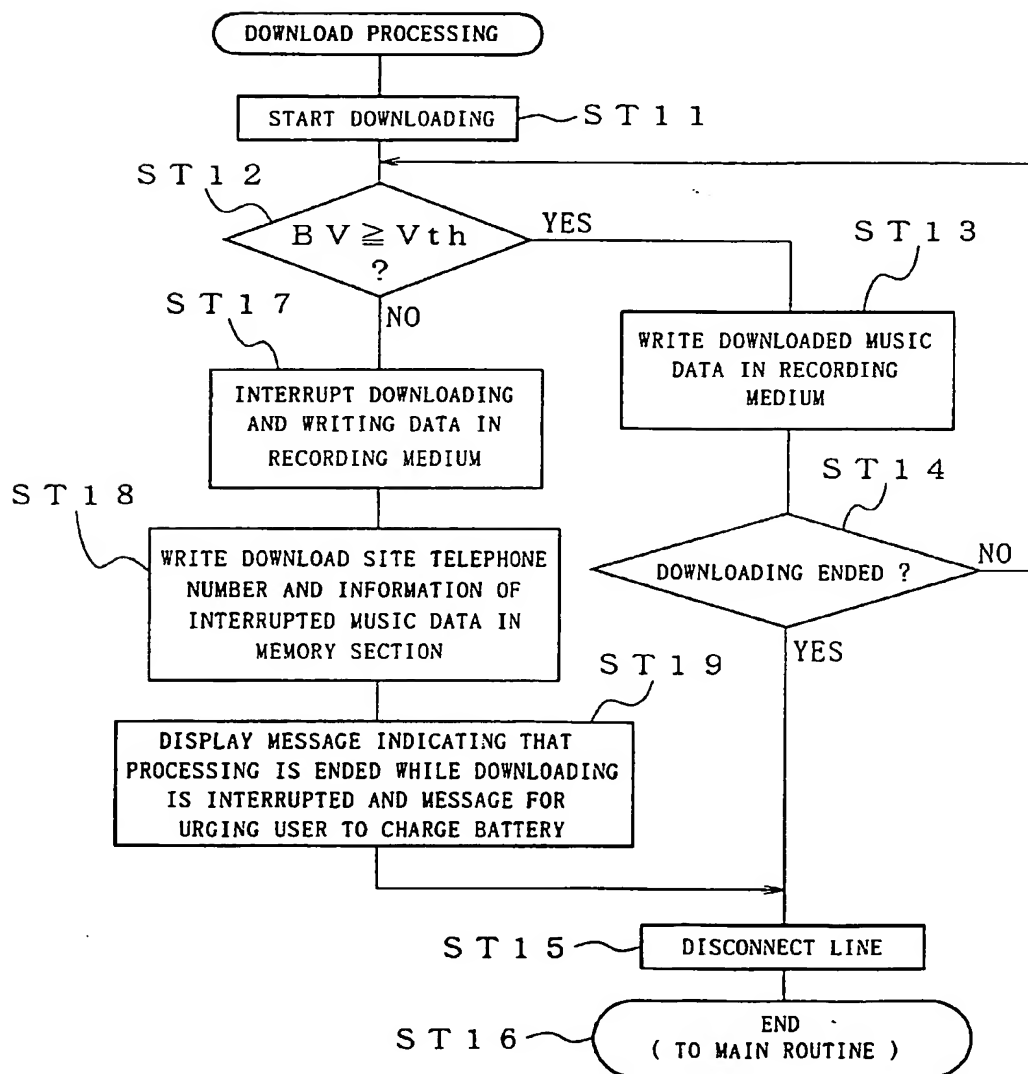 DOWNLOAD PROCESSING
START DOWNLOADING
ST11
ST12
BV ≧ Vth
?
YES
NO
ST13
WRITE DOWNLOADED MUSIC
DATA IN RECORDING
MEDIUM
ST14
DOWNLOADING ENDED ?
NO
YES
ST17
INTERRUPT DOWNLOADING
AND WRITING DATA IN
RECORDING MEDIUM
ST18
WRITE DOWNLOAD SITE TELEPHONE
NUMBER AND INFORMATION OF
INTERRUPTED MUSIC DATA IN
MEMORY SECTION
ST19
DISPLAY MESSAGE INDICATING THAT
PROCESSING IS ENDED WHILE DOWNLOADING
IS INTERRUPTED AND MESSAGE FOR
URGING USER TO CHARGE BATTERY
ST15
DISCONNECT LINE
ST16
END
( TO MAIN ROUTINE )